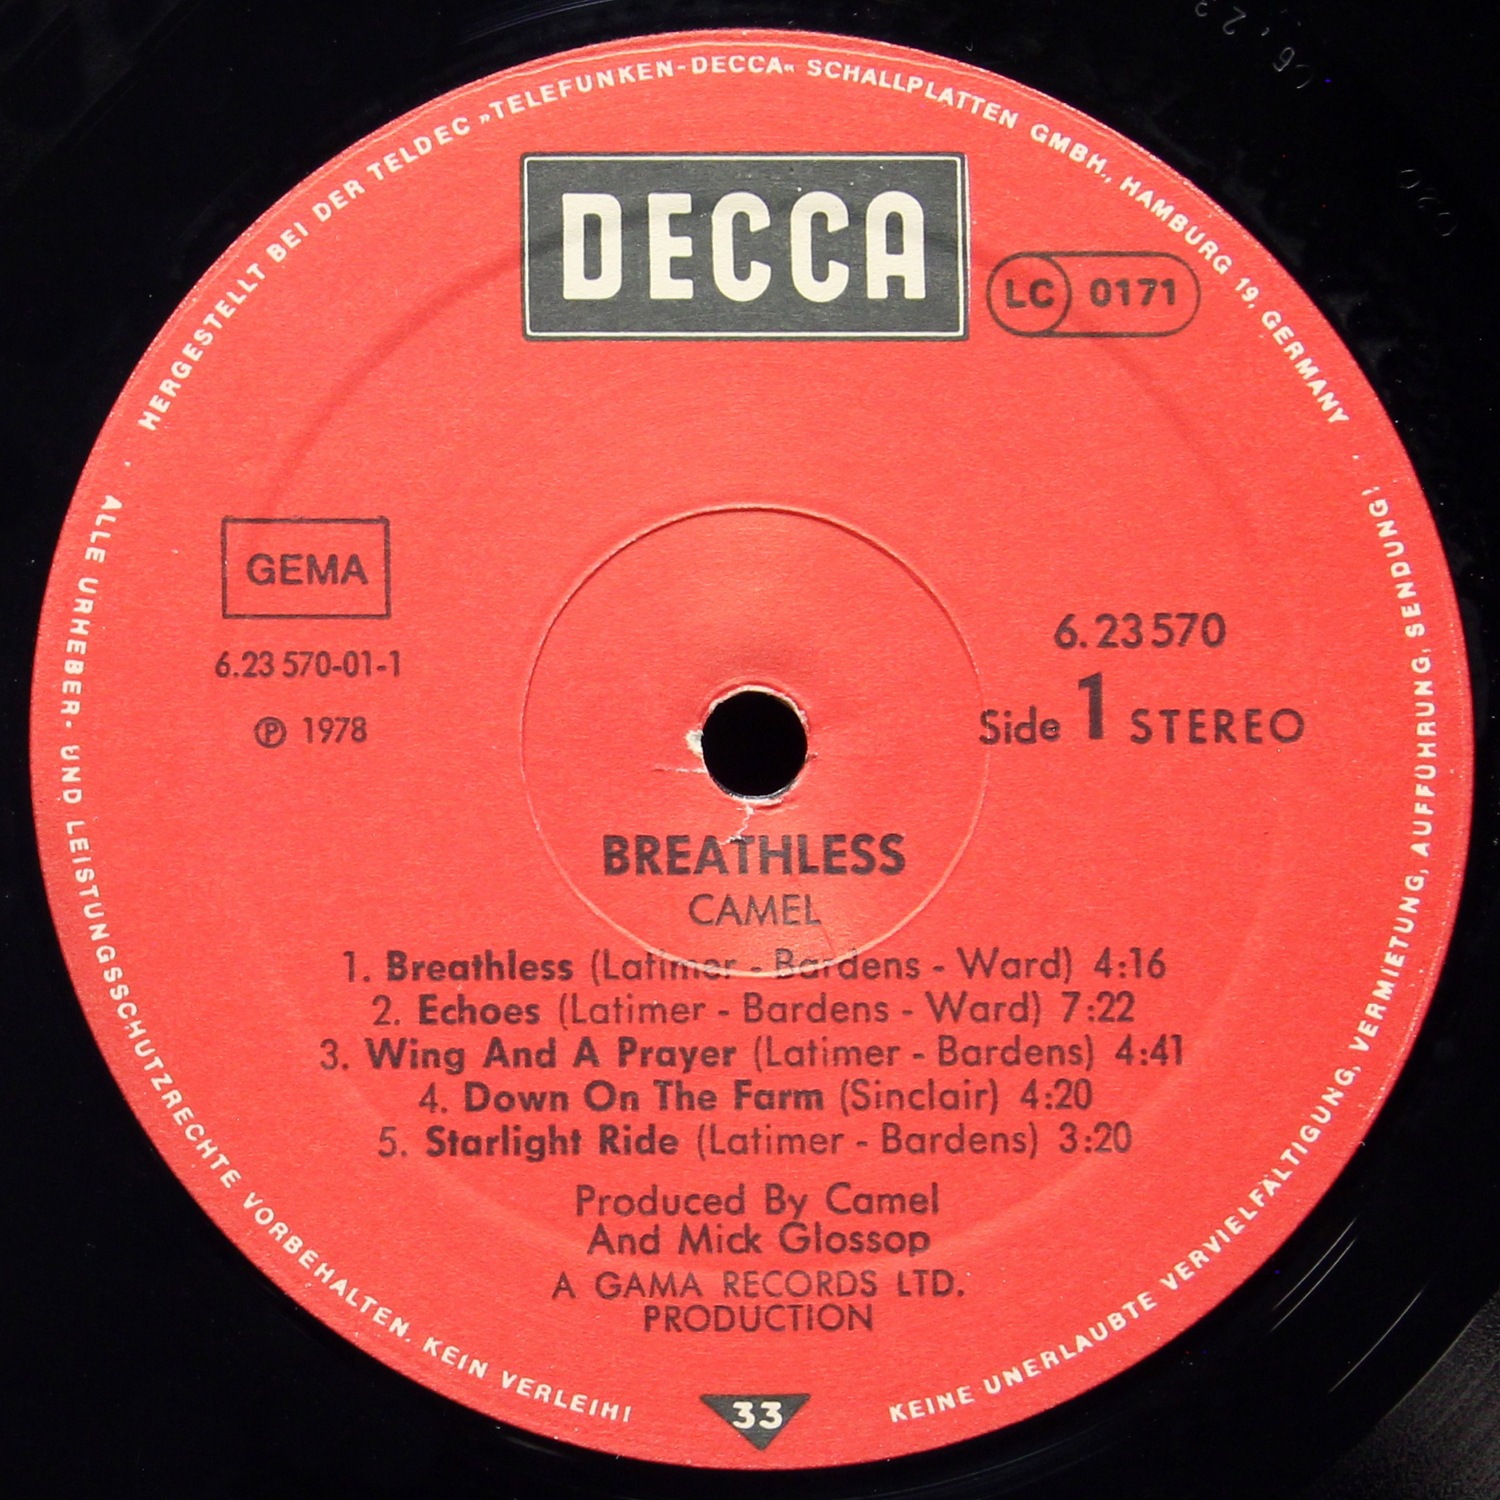 HERGESTELLT BEI DER TELDEC »TELEFUNKEN-DECCA« SCHALLPLATTEN GMBH., HAMBURG 19, GERMANY
DECCA
LC 0171
GEMA
6.23 570-01-1
℗ 1978
6.23 570
Side 1 STEREO
BREATHLESS
CAMEL
1. Breathless (Latimer - Bardens - Ward) 4:16
2. Echoes (Latimer - Bardens - Ward) 7:22
3. Wing And A Prayer (Latimer - Bardens) 4:41
4. Down On The Farm (Sinclair) 4:20
5. Starlight Ride (Latimer - Bardens) 3:20
Produced By Camel
And Mick Glossop
A GAMA RECORDS LTD.
PRODUCTION
33
ALLE URHEBER- UND LEISTUNGSSCHUTZRECHTE VORBEHALTEN. KEIN VERLEIH!
KEINE UNERLAUBTE VERVIELFÄLTIGUNG, VERMIETUNG, AUFFÜHRUNG, SENDUNG!